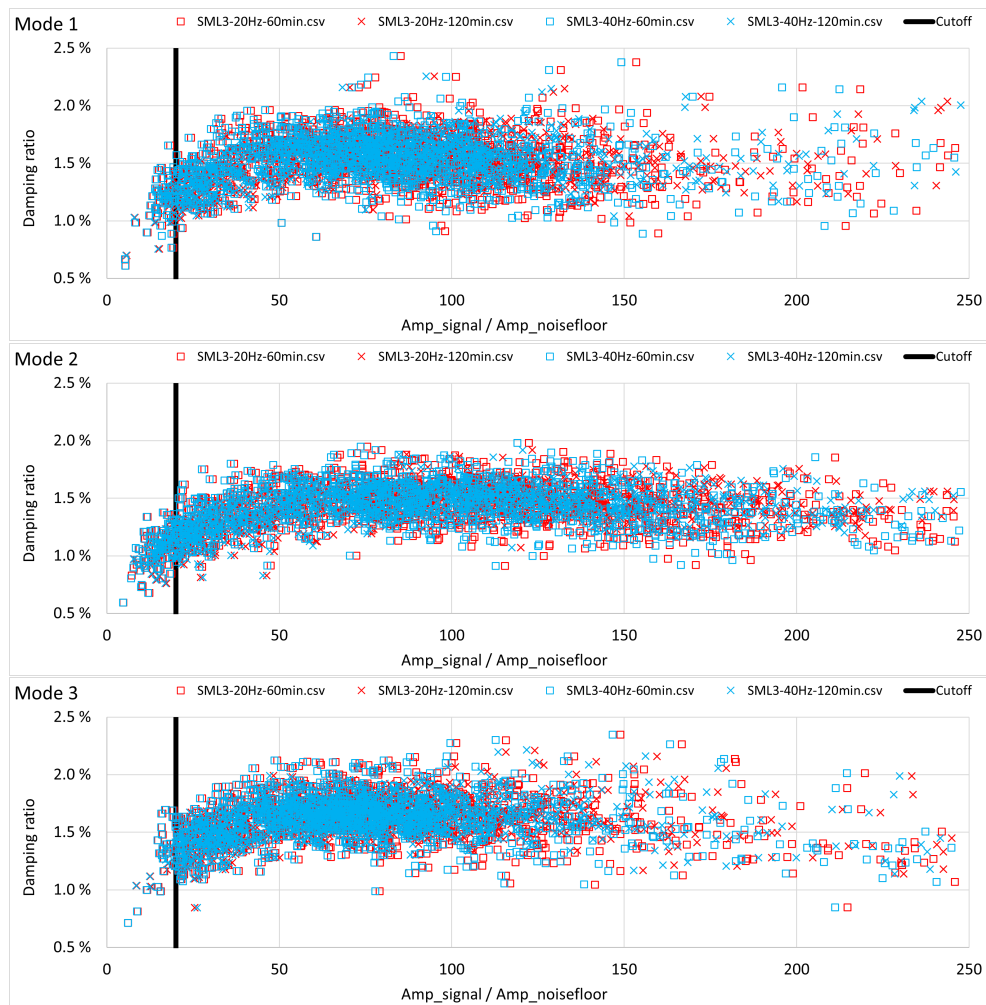 Mode 1
SML3-20Hz-60min.csv SML3-20Hz-120min.csv SML3-40Hz-60min.csv SML3-40Hz-120min.csv Cutoff
2.5 %
2.0 %
1.5 %
1.0 %
0.5 %
Damping ratio
0 50 100 150 200 250
Amp_signal / Amp_noisefloor
Mode 2
SML3-20Hz-60min.csv SML3-20Hz-120min.csv SML3-40Hz-60min.csv SML3-40Hz-120min.csv Cutoff
2.5 %
2.0 %
1.5 %
1.0 %
0.5 %
Damping ratio
0 50 100 150 200 250
Amp_signal / Amp_noisefloor
Mode 3
SML3-20Hz-60min.csv SML3-20Hz-120min.csv SML3-40Hz-60min.csv SML3-40Hz-120min.csv Cutoff
2.5 %
2.0 %
1.5 %
1.0 %
0.5 %
Damping ratio
0 50 100 150 200 250
Amp_signal / Amp_noisefloor